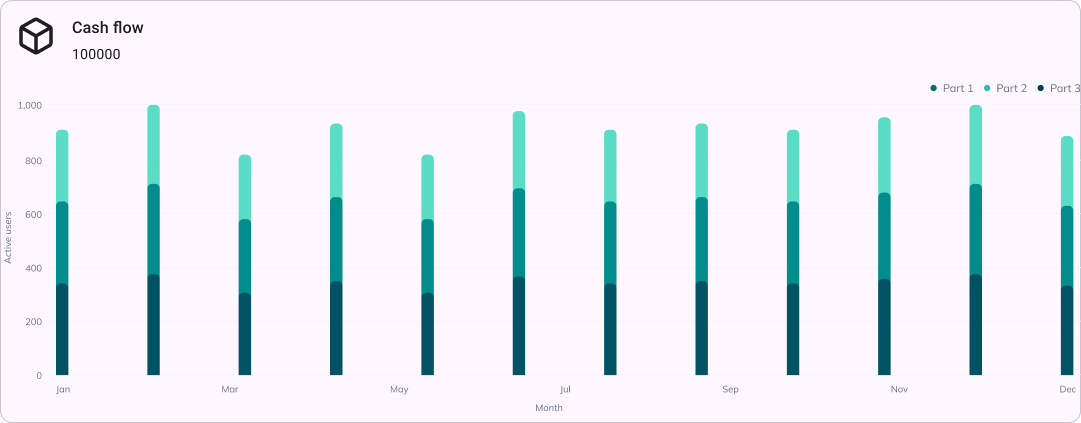 Cash flow
100000
Part 1 Part 2 Part 3
1,000
800
600
400
200
0
Active users
Jan Mar May Jul Sep Nov Dec
Month